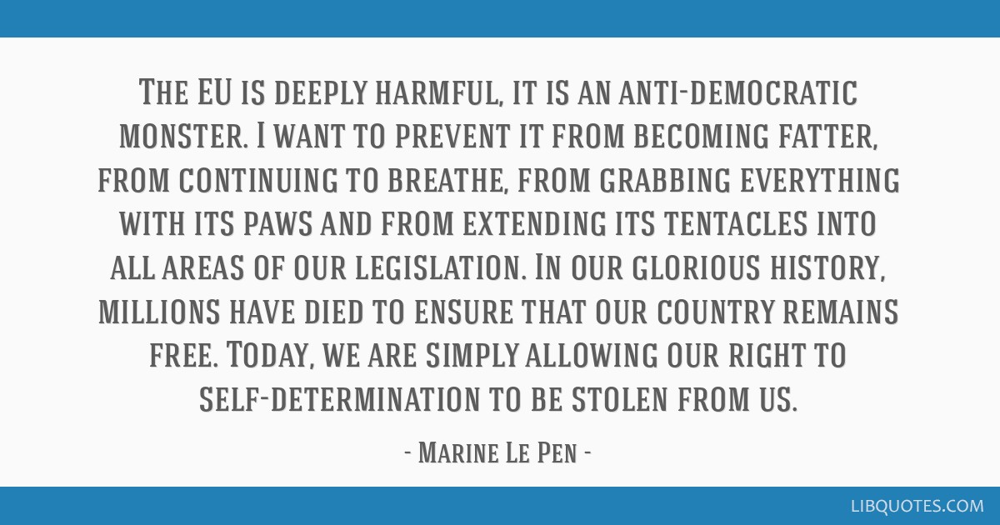 The EU is deeply harmful, it is an anti-democratic
monster. I want to prevent it from becoming fatter,
from continuing to breathe, from grabbing everything
with its paws and from extending its tentacles into
all areas of our legislation. In our glorious history,
millions have died to ensure that our country remains
free. Today, we are simply allowing our right to
self-determination to be stolen from us.
- Marine Le Pen -
LIBQUOTES.COM